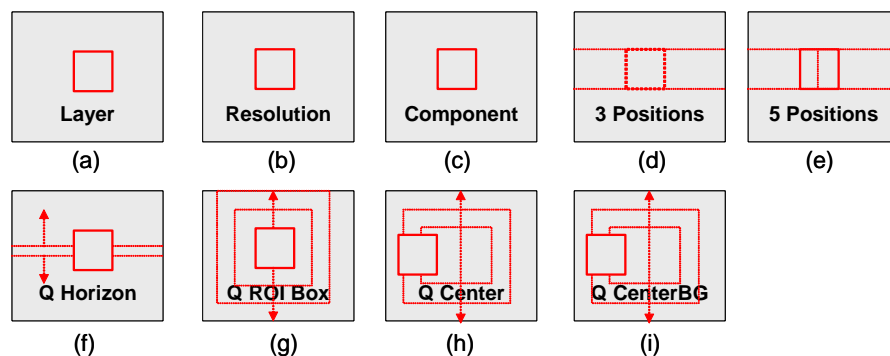 Layer
Resolution
Component
3 Positions
5 Positions
(a)
(b)
(c)
(d)
(e)
Q Horizon
Q ROI Box
Q Center
Q CenterBG
(f)
(g)
(h)
(i)